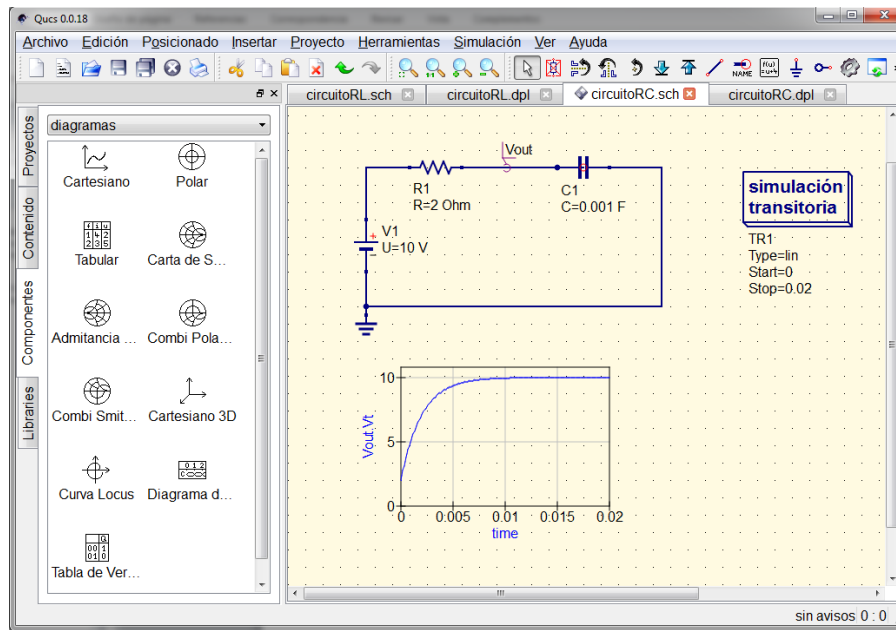 Qucs 0.0.18
Archivo Edición Posicionado Insertar Proyecto Herramientas Simulación Ver Ayuda
NAME
circuitoRL.sch
circuitoRL.dpl
circuitoRC.sch
circuitoRC.dpl
Proyectos
Contenido
Componentes
Libraries
diagramas
Cartesiano
Polar
Tabular
Carta de S...
Admitancia ...
Combi Pola...
Combi Smit...
Cartesiano 3D
Curva Locus
Diagrama d...
Tabla de Ver...
Vout
R1
R=2 Ohm
C1
C=0.001 F
V1
U=10 V
+
simulación
transitoria
TR1
Type=lin
Start=0
Stop=0.02
10
5
0
Vout.Vt
0
0.005
0.01
0.015
0.02
time
sin avisos 0 : 0